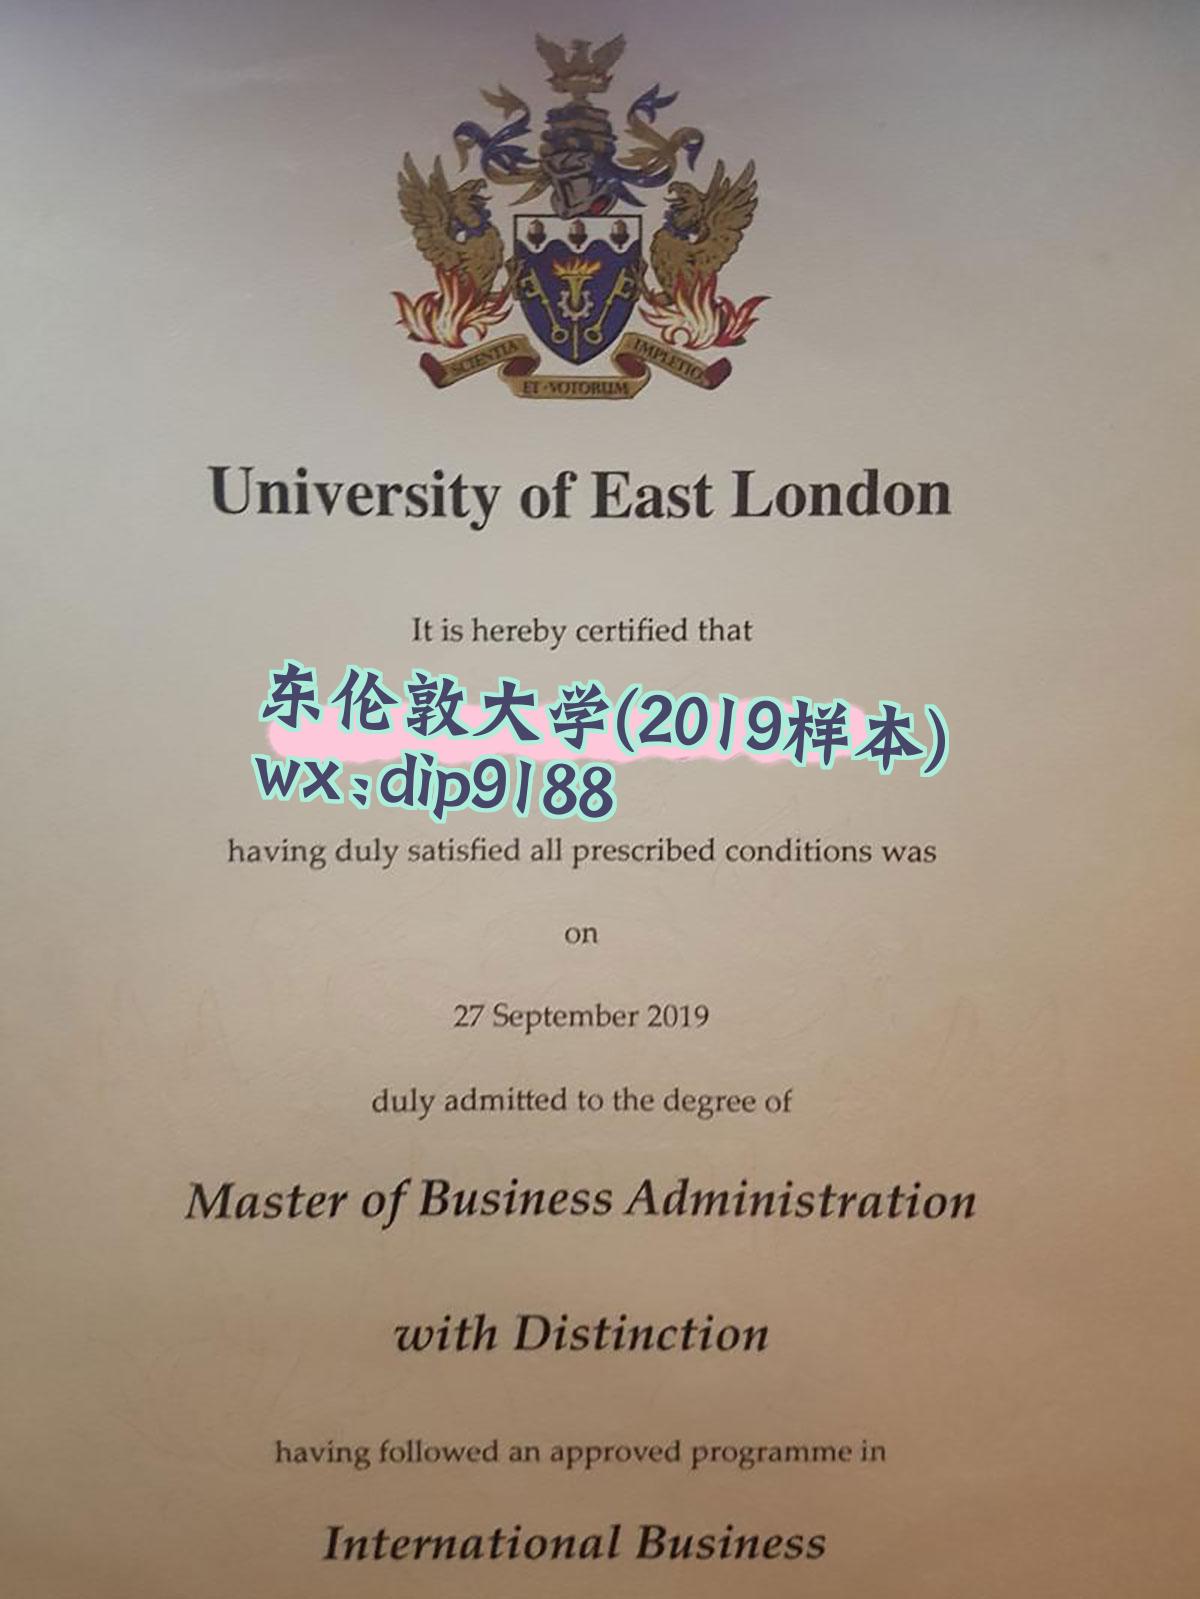 SCIENTIA
ET · VOTORUM
IMPLETIO
University of East London
It is hereby certified that
东伦敦大学(2019样本)
wx:dip9188
having duly satisfied all prescribed conditions was
on
27 September 2019
duly admitted to the degree of
Master of Business Administration
with Distinction
having followed an approved programme in
International Business